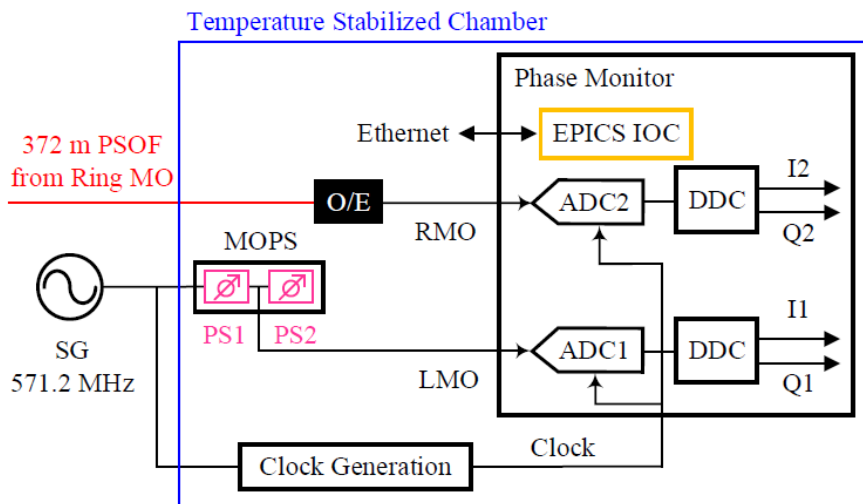 Temperature Stabilized Chamber
Phase Monitor
Ethernet
EPICS IOC
372 m PSOF
from Ring MO
O/E
RMO
ADC2
DDC
I2
Q2
MOPS
PS1
PS2
SG
571.2 MHz
LMO
ADC1
DDC
I1
Q1
Clock Generation
Clock